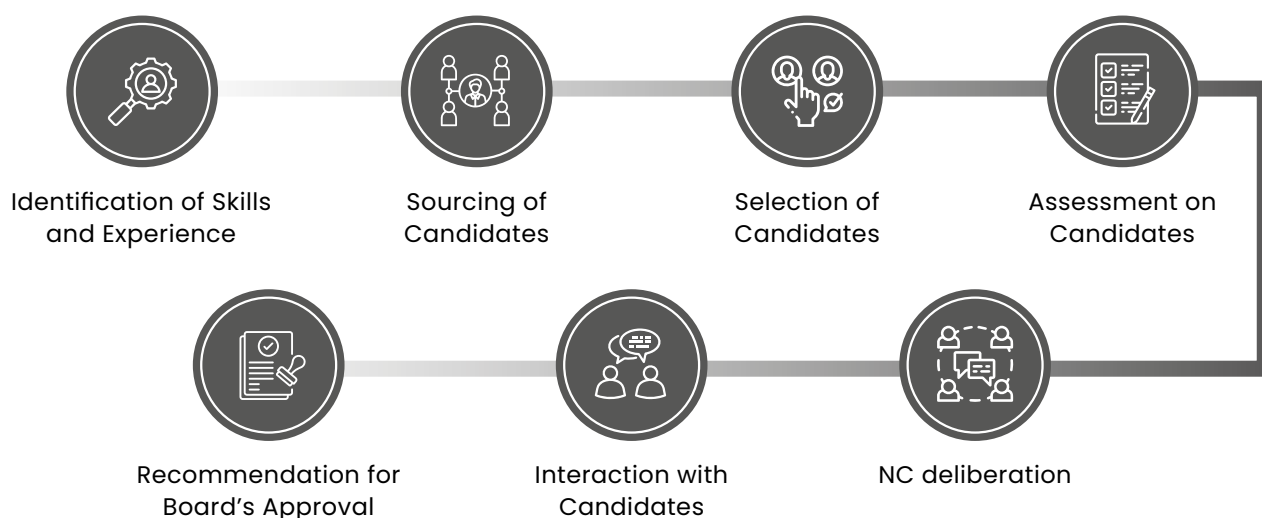 Identification of Skills
and Experience
Sourcing of
Candidates
Selection of
Candidates
Assessment on
Candidates
NC deliberation
Interaction with
Candidates
Recommendation for
Board’s Approval